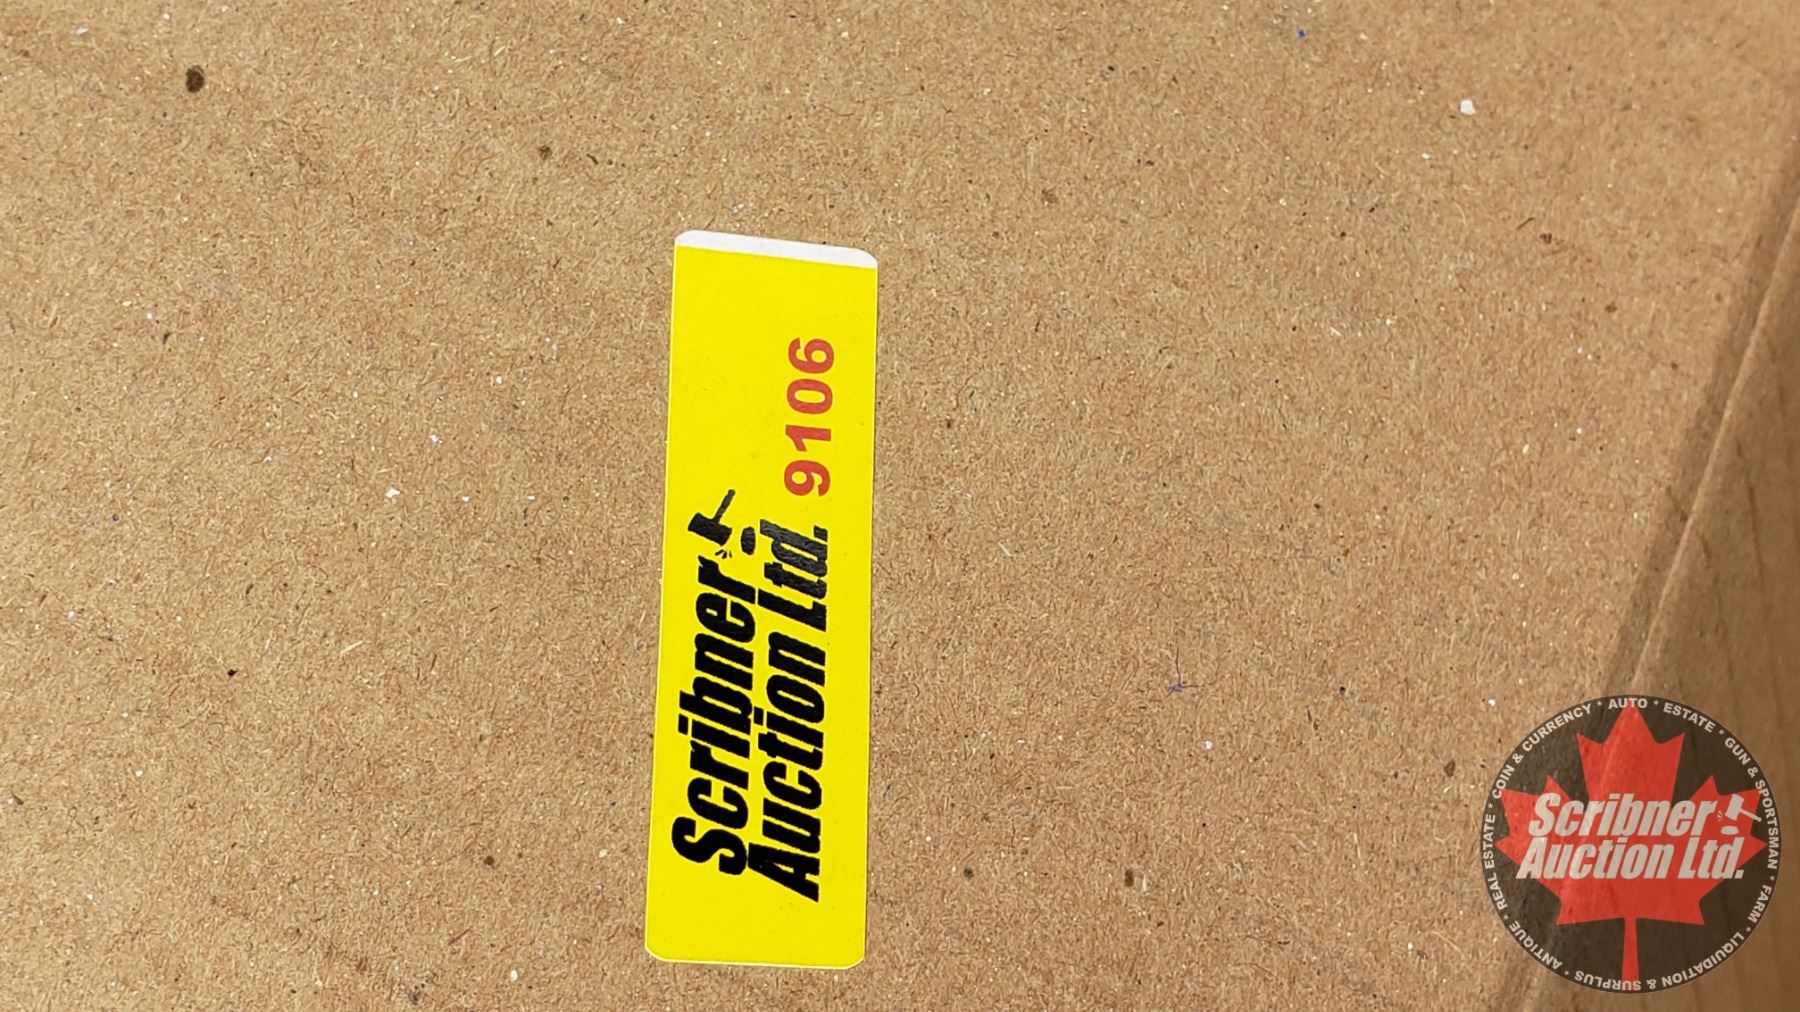 Scribner
Auction Ltd. 9106
Scribner
Auction Ltd.
ANTIQUE * REAL ESTATE * COIN & CURRENCY * AUTO * ESTATE * GUN & SPORTSMAN * FARM * LIQUIDATION & SURPLUS *